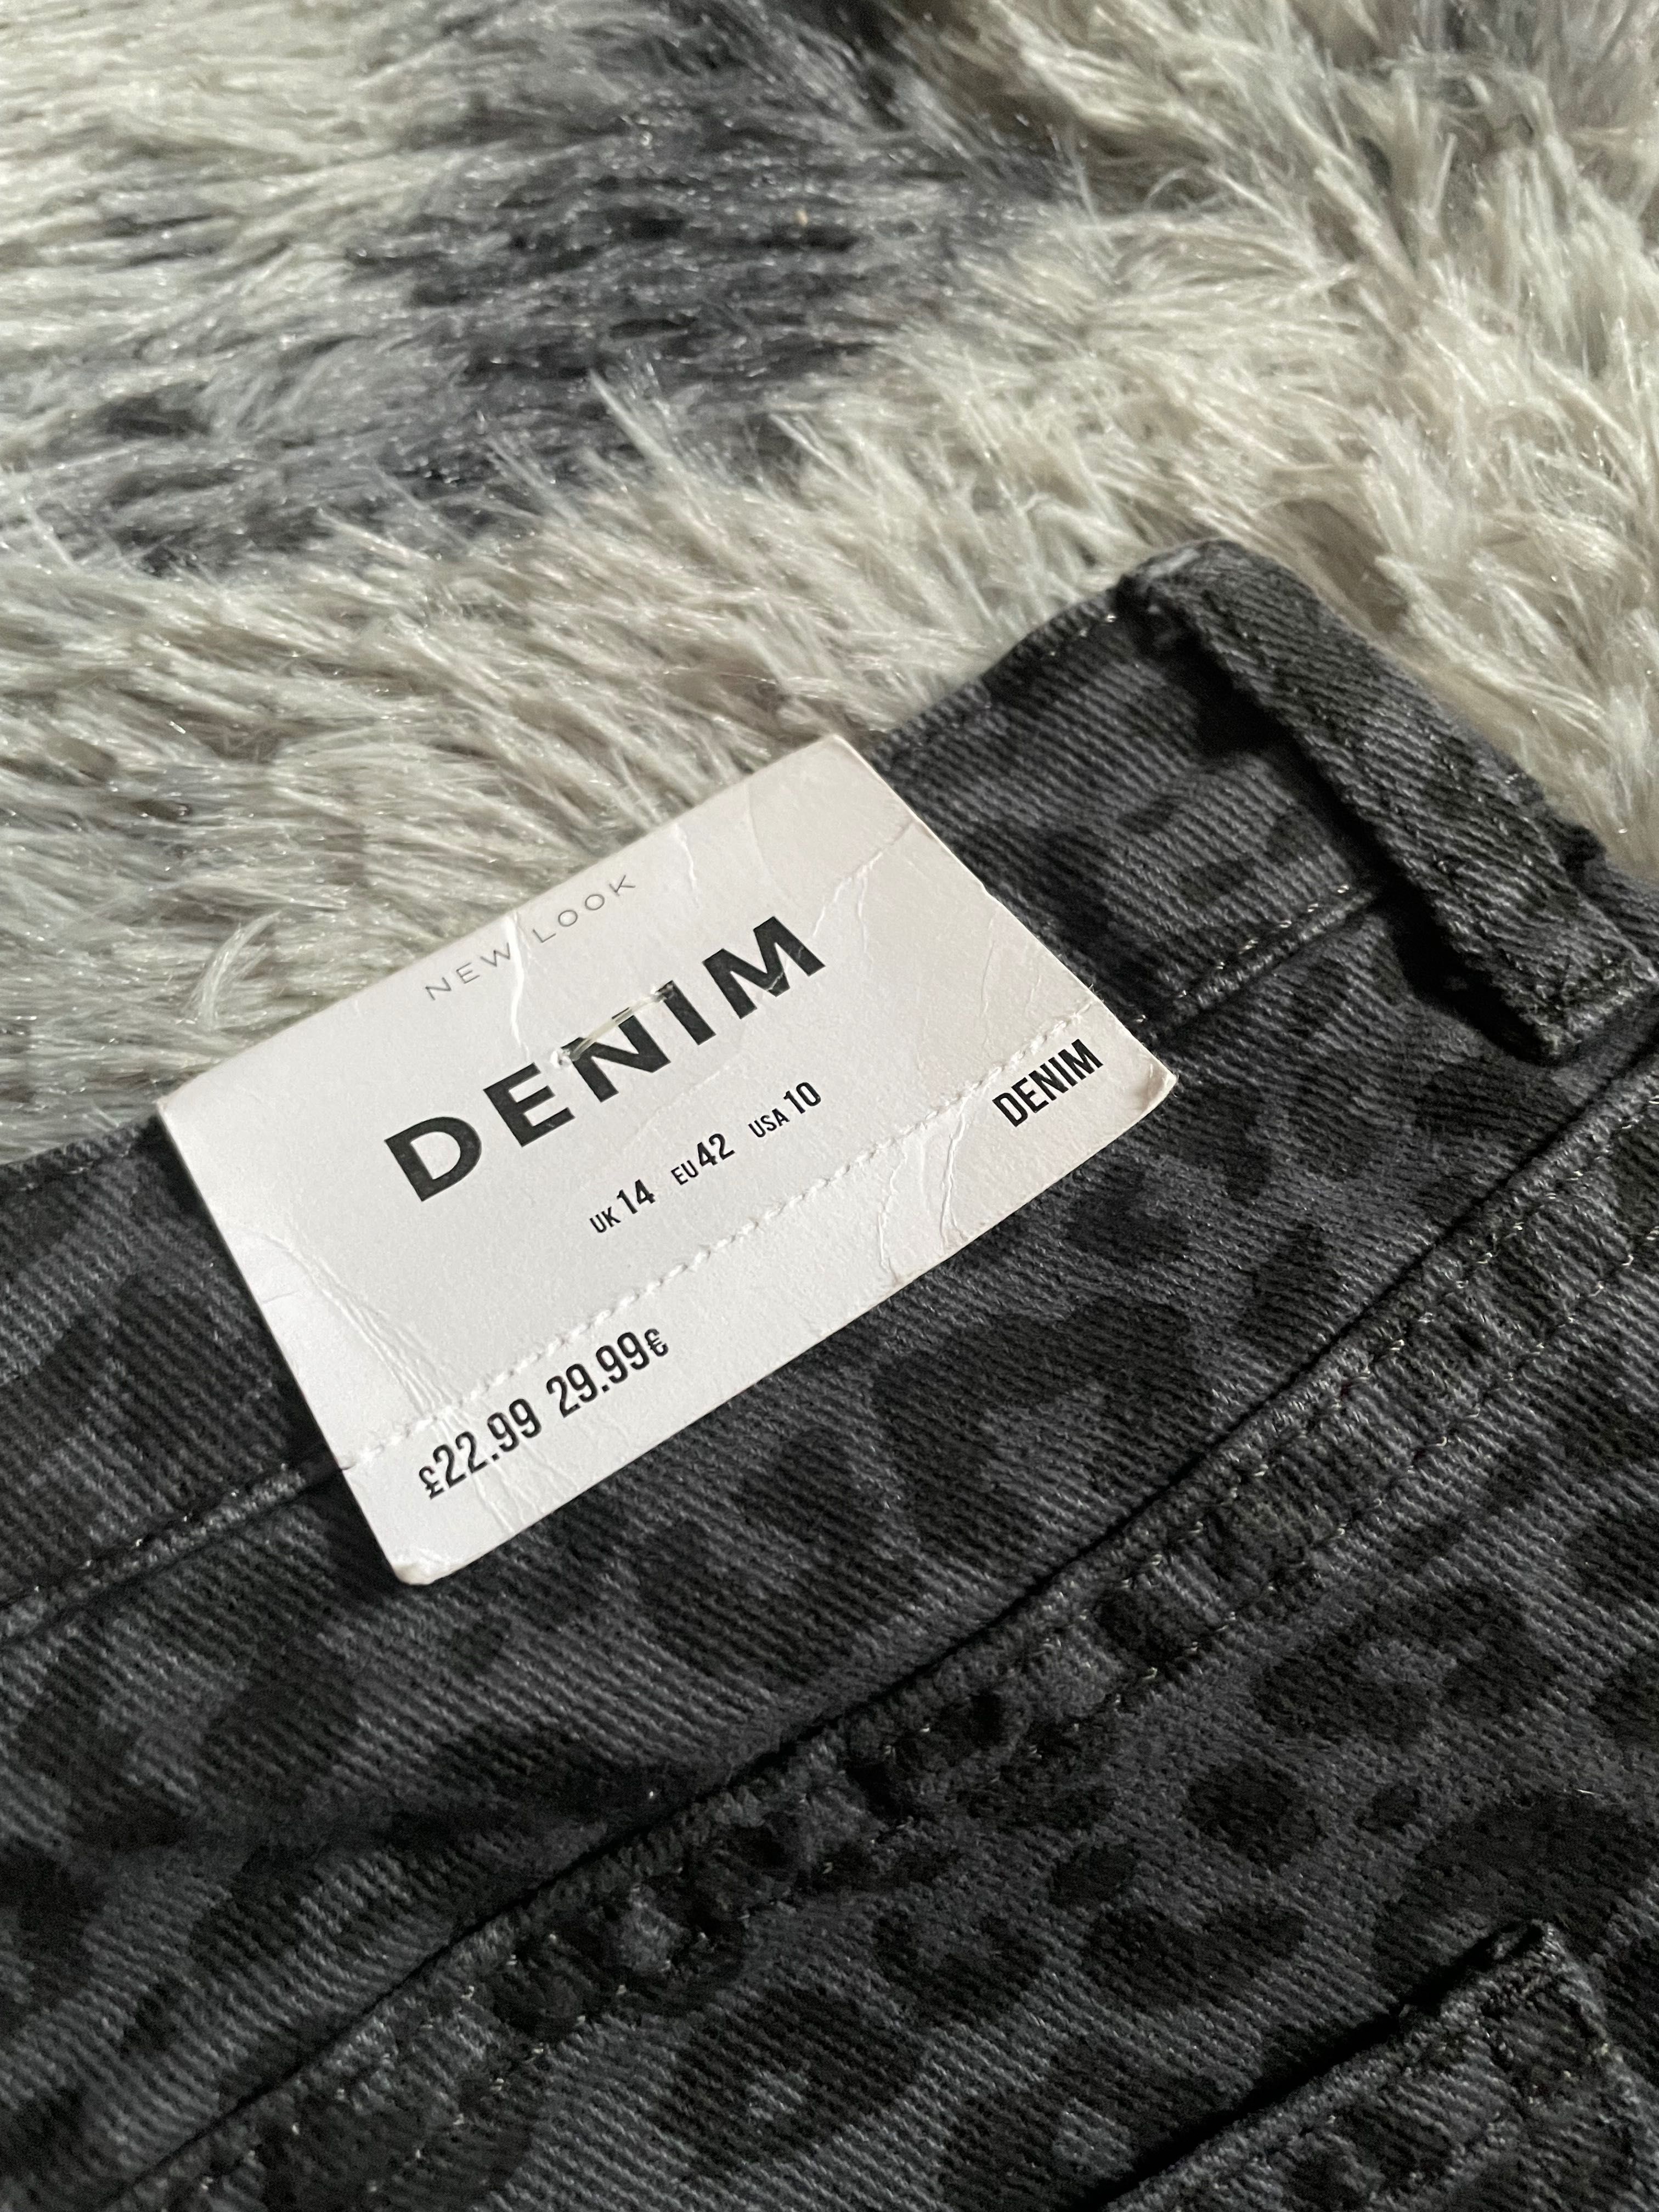 NEW LOOK
DENIM
UK 14 EU 42 USA 10
DENIM
£22.99 29.99€